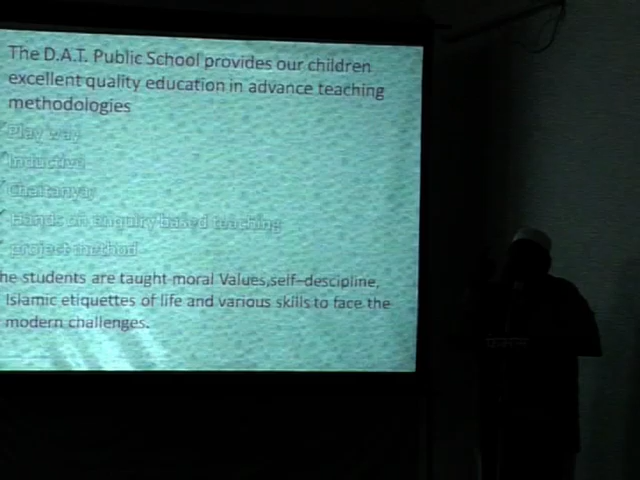 The D.A.T. Public School provides our children
excellent quality education in advance teaching
methodologies
Play way
Inductive
Chaitanya,
Hands on enquiry based teaching
project method
he students are taught moral Values,self–descipline,
Islamic etiquettes of life and various skills to face the
modern challenges.